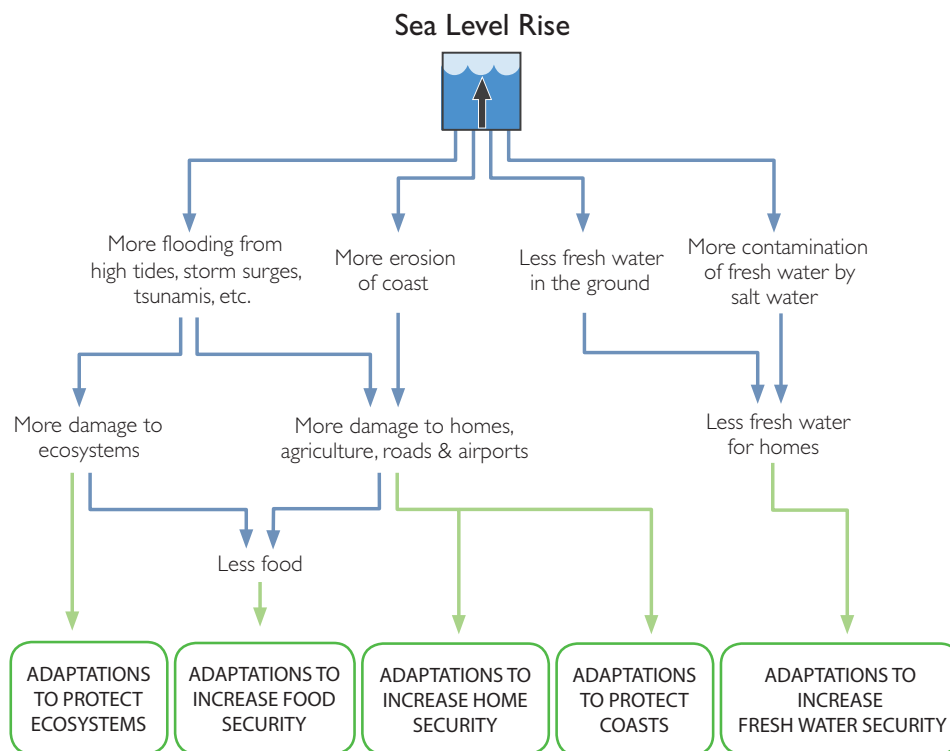 Sea Level Rise
More flooding from
high tides, storm surges,
tsunamis, etc.
More erosion
of coast
Less fresh water
in the ground
More contamination
of fresh water by
salt water
More damage to
ecosystems
More damage to homes,
agriculture, roads & airports
Less fresh water
for homes
Less food
ADAPTATIONS
TO PROTECT
ECOSYSTEMS
ADAPTATIONS TO
INCREASE FOOD
SECURITY
ADAPTATIONS TO
INCREASE HOME
SECURITY
ADAPTATIONS
TO PROTECT
COASTS
ADAPTATIONS TO
INCREASE
FRESH WATER SECURITY